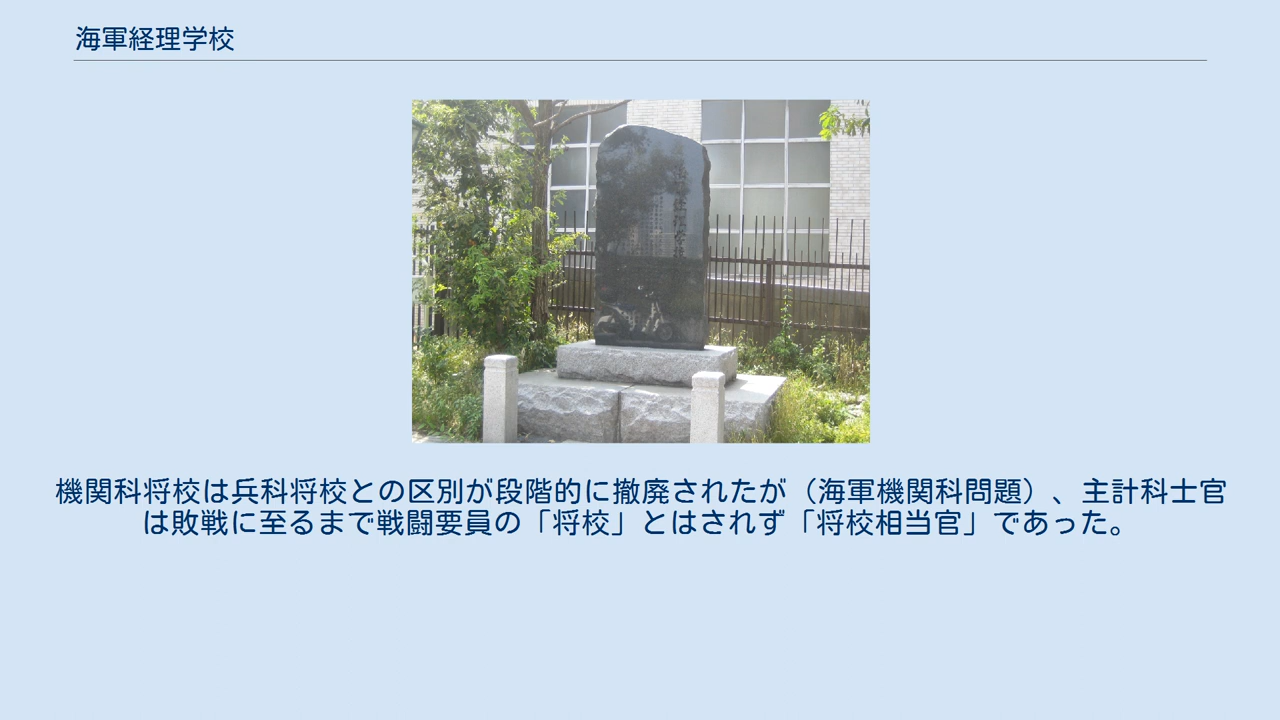 海軍経理学校
機関科将校は兵科将校との区別が段階的に撤廃されたが（海軍機関科問題）、主計科士官
は敗戦に至るまで戦闘要員の「将校」とはされず「将校相当官」であった。